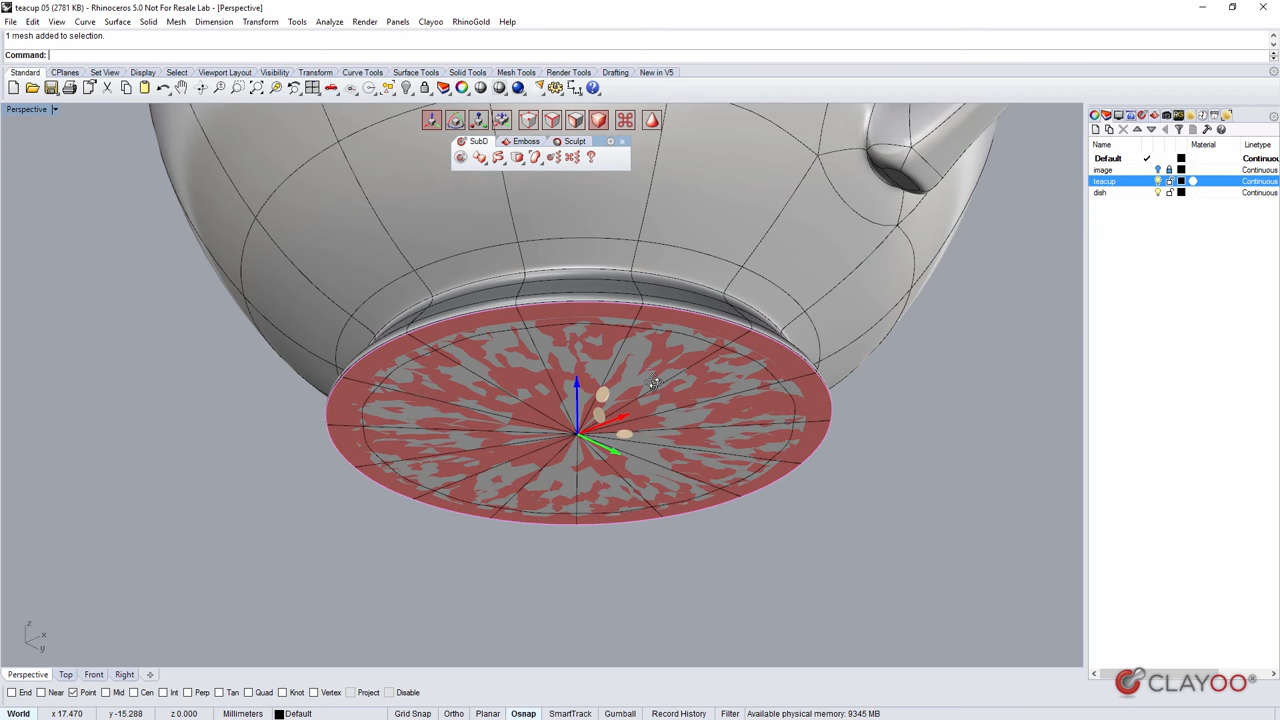 teacup 05 (2781 KB) - Rhinoceros 5.0 Not For Resale Lab - [Perspective]
File Edit View Curve Surface Solid Mesh Dimension Transform Tools Analyze Render Panels Clayoo RhinoGold Help
1 mesh added to selection.
Command:
Standard CPlanes Set View Display Select Viewport Layout Visibility Transform Curve Tools Surface Tools Solid Tools Mesh Tools Render Tools Drafting New in V5
Perspective
SubD Emboss Sculpt
Name Material Linetype
Default Continuou
image Continuous
teacup Continuous
dish Continuous
z
x
y
Perspective Top Front Right
CLAYOO
End Near Point Mid Cen Int Perp Tan Quad Knot Vertex Project Disable
World x 17.470 y -15.288 z 0.000 Millimeters Default Grid Snap Ortho Planar Osnap SmartTrack Gumball Record History Filter Available physical memory: 9345 MB